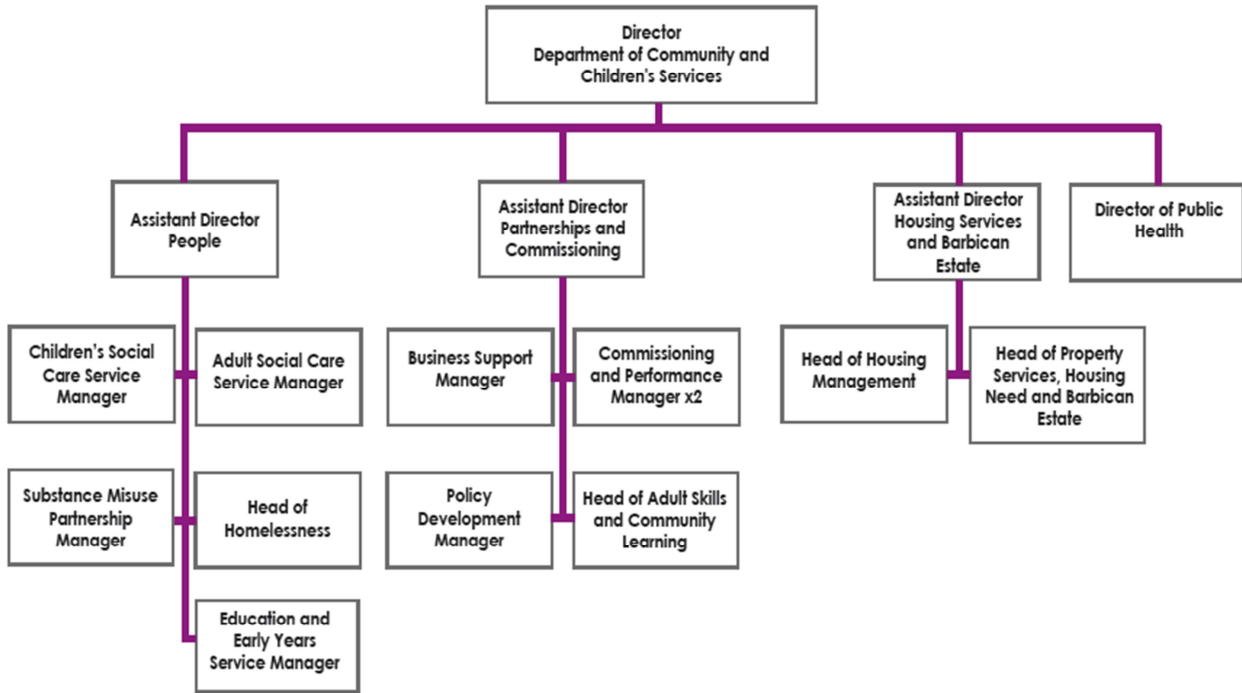 Director
Department of Community and
Children's Services
Assistant Director
People
Assistant Director
Partnerships and
Commissioning
Assistant Director
Housing Services
and Barbican
Estate
Director of Public
Health
Children’s Social
Care Service
Manager
Adult Social Care
Service Manager
Business Support
Manager
Commissioning
and Performance
Manager x2
Head of Housing
Management
Head of Property
Services, Housing
Need and Barbican
Estate
Substance Misuse
Partnership
Manager
Head of
Homelessness
Policy
Development
Manager
Head of Adult Skills
and Community
Learning
Education and
Early Years
Service Manager